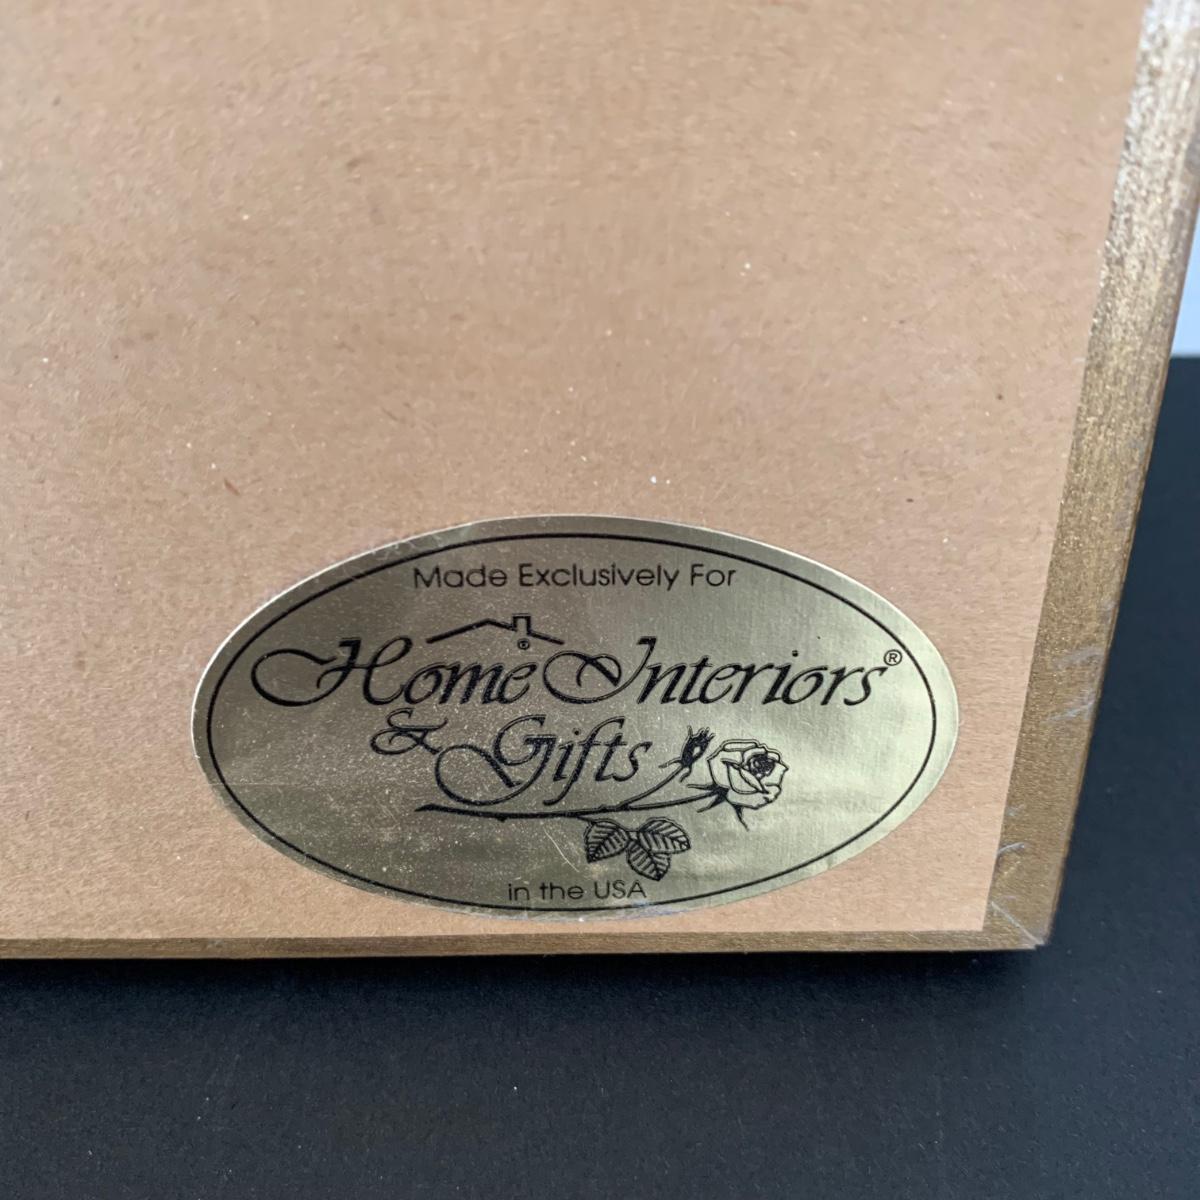 Made Exclusively For
Home Interiors®
& Gifts
in the USA